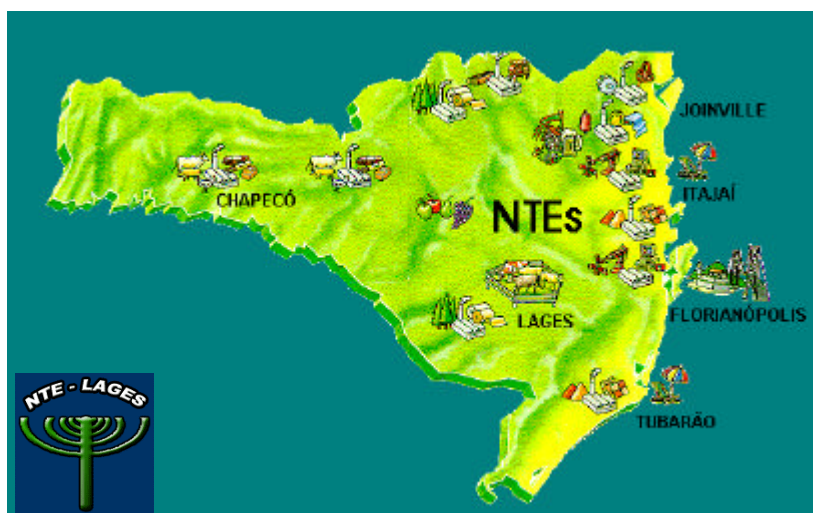 JOINVILLE
ITAJAÍ
CHAPECÓ
NTEs
LAGES
FLORIANÓPOLIS
NTE - LAGES
TUBARÃO